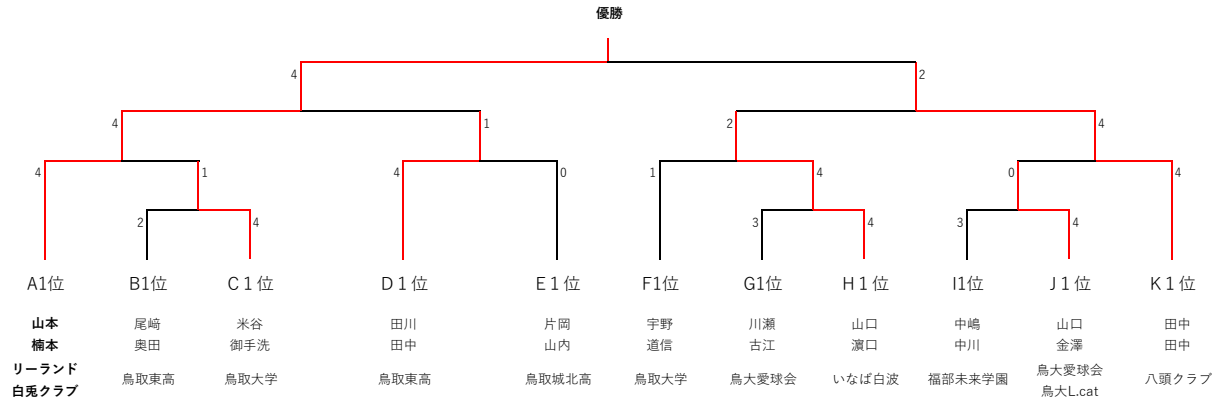 優勝
4
2
4
1
2
4
4
1
4
0
1
4
0
4
2
4
3
4
3
4
A1位
B1位
C１位
D１位
E１位
F1位
G1位
H１位
I1位
J１位
K１位
山本
尾﨑
米谷
田川
片岡
宇野
川瀬
山口
中嶋
山口
田中
楠本
奥田
御手洗
田中
山内
道信
古江
濵口
中川
金澤
田中
リーランド
白兎クラブ
鳥取東高
鳥取大学
鳥取東高
鳥取城北高
鳥取大学
鳥大愛球会
いなば白波
福部未来学園
鳥大愛球会
鳥大L.cat
八頭クラブ